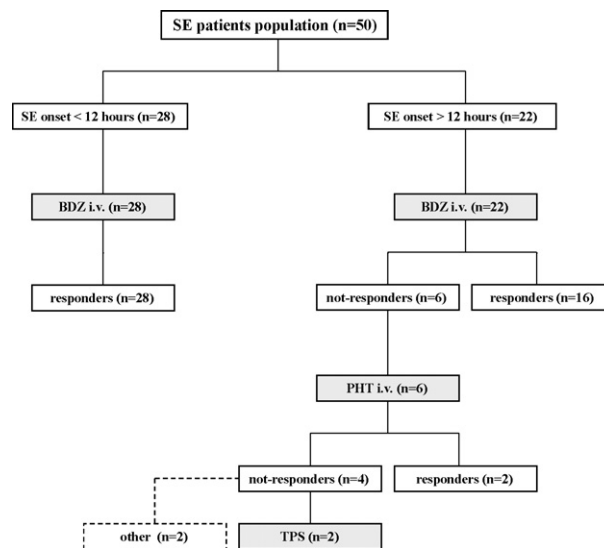 SE patients population (n=50)
SE onset < 12 hours (n=28)
SE onset > 12 hours (n=22)
BDZ i.v. (n=28)
BDZ i.v. (n=22)
responders (n=28)
not-responders (n=6)
responders (n=16)
PHT i.v. (n=6)
not-responders (n=4)
responders (n=2)
other (n=2)
TPS (n=2)